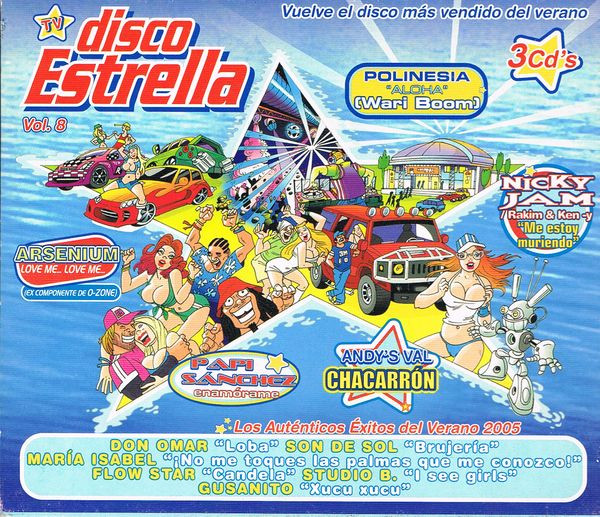 Vuelve el disco más vendido del verano
TV
disco
Estrella
Vol. 8
3Cd's
POLINESIA
"ALOHA"
(Wari Boom)
NICKY
JAM
/ Rakim & Ken -y
"Me estoy
muriendo"
ARSENIUM
LOVE ME.. LOVE ME..
(EX COMPONENTE DE O-ZONE)
PAPI
SÁNCHEZ
enamórame
ANDY'S VAL
CHACARRÓN
Los Auténticos Éxitos del Verano 2005
DON OMAR "Loba" SON DE SOL "Brujería"
MARÍA ISABEL "¡No me toques las palmas que me conozco!"
FLOW STAR "Candela" STUDIO B. "I see girls"
GUSANITO "Xucu xucu"